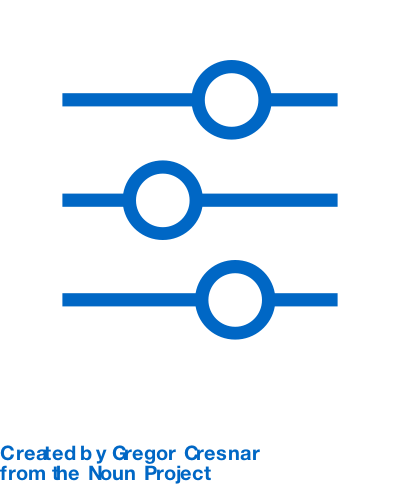 Created by Gregor Cresnar
from the Noun Project